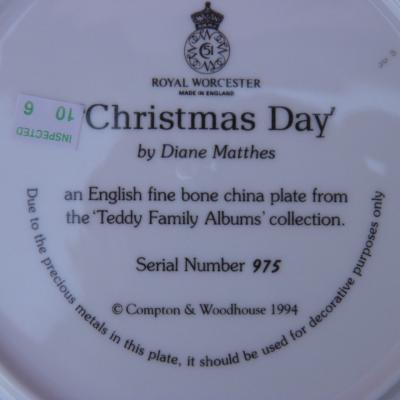 51
ROYAL WORCESTER
MADE IN ENGLAND
INSPECTED
10 6
'Christmas Day'
by Diane Matthes
an English fine bone china plate from
the 'Teddy Family Albums' collection.
Serial Number 975
© Compton & Woodhouse 1994
Due to the precious metals in this plate, it should be used for decorative purposes only